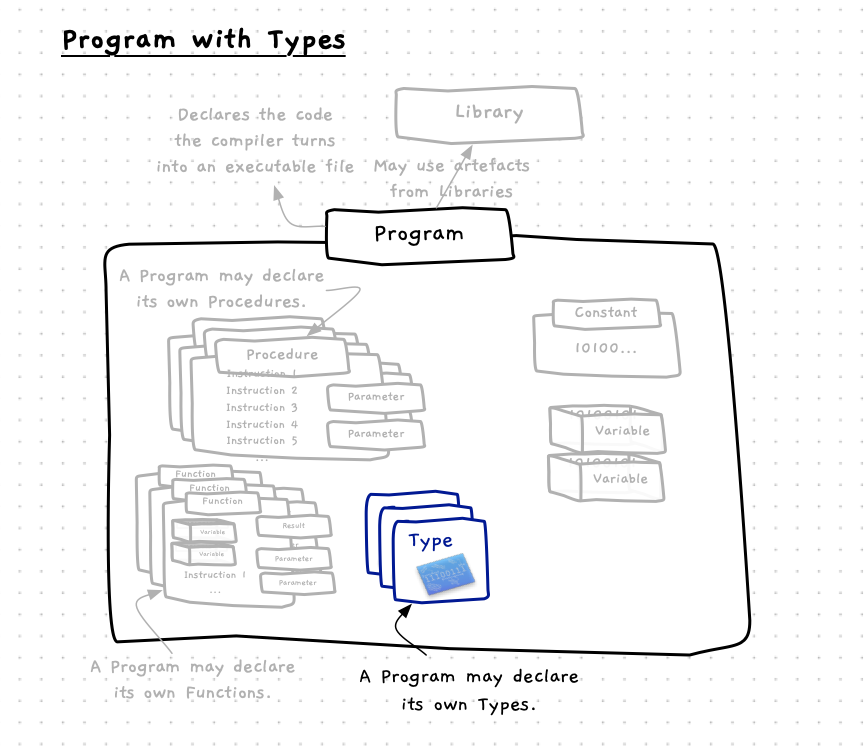 Program with Types
Declares the code
the compiler turns
into an executable file
Library
May use artefacts
from Libraries
Program
A Program may declare
its own Procedures.
Procedure
Instruction 1
Instruction 2
Instruction 3
Instruction 4
Instruction 5
...
Parameter
Parameter
Constant
10100...
Variable
Variable
Function
Function
Function
Variable
Variable
Instruction 1
...
Result
Parameter
Parameter
Type
A Program may declare
its own Functions.
A Program may declare
its own Types.